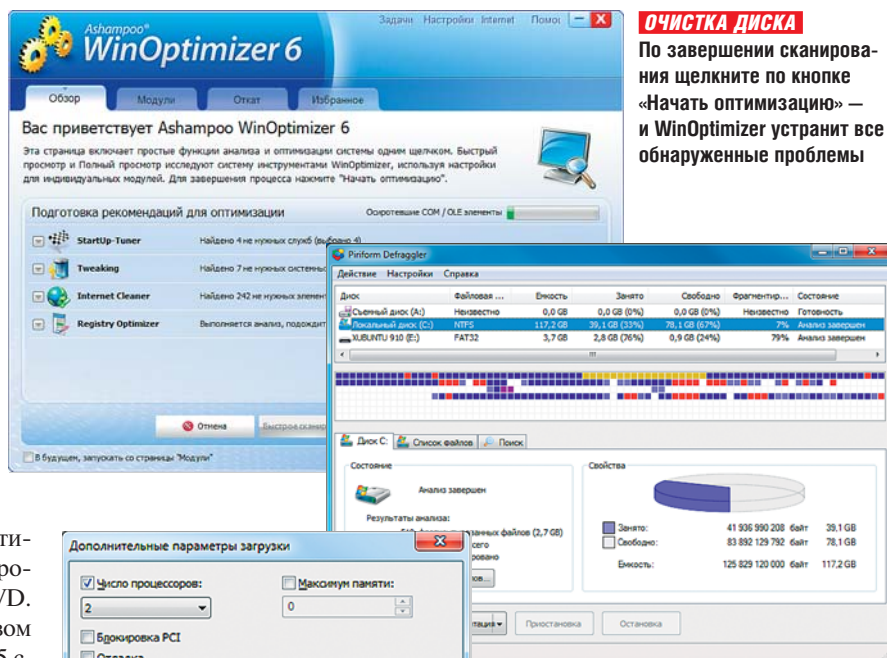 Ashampoo®
WinOptimizer 6
Задачи Настройки Internet
Обзор Модули Откат Избранное
Вас приветствует Ashampoo WinOptimizer 6
Эта страница включает простые функции анализа и оптимизации системы одним щелчком. Быстрый
просмотр и Полный просмотр исследуют систему инструментами WinOptimizer, используя настройки
для индивидуальных модулей. Для завершения процесса нажмите "Начать оптимизацию".
Подготовка рекомендаций для оптимизации Осиротевшие COM / OLE элементы
StartUp-Tuner Найдено 4 не нужных служб (выбрано 4)
Tweaking Найдено 7 не нужных системны
Internet Cleaner Найдено 242 не нужных элемен
Registry Optimizer Выполняется анализ, подождит
Отмена Быстрое сканир
В будущем, запускать со страницы "Модули"
ОЧИСТКА ДИСКА
По завершении сканирова-
ния щелкните по кнопке
«Начать оптимизацию» —
и WinOptimizer устранит все
обнаруженные проблемы
Piriform Defraggler
Действие Настройки Справка
Диск Файловая ... Емкость Занято Свободно Фрагментир... Состояние
Съемный диск (A:) Неизвестно 0,0 GB 0,0 GB (0%) 0,0 GB (0%) Неизвестно Готовность
Локальный диск (C:) NTFS 117,2 GB 39,1 GB (33%) 78,1 GB (67%) 7% Анализ завершен
XUBUNTU 910 (E:) FAT32 3,7 GB 2,8 GB (76%) 0,9 GB (24%) 79% Анализ завершен
Диск C: Список файлов Поиск
Состояние
Анализ завершен
Результаты анализа:
файлов (2,7 GB)
Свойства
Занято: 41 936 990 208 байт 39,1 GB
Свободно: 83 892 129 792 байт 78,1 GB
Емкость: 125 829 120 000 байт 117,2 GB
Приостановка Остановка
ти-
ро-
VD.
вом
Дополнительные параметры загрузки
Число процессоров: Максимум памяти:
2 0
Блокировка PCI
Отладка